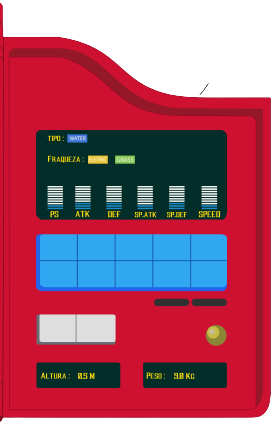 TIPO : WATER
FRAQUEZA : ELECTRIC GRASS
PS ATK DEF SP.ATK SP.DEF SPEED
ALTURA : 0.5 M
PESO : 9.0 KG